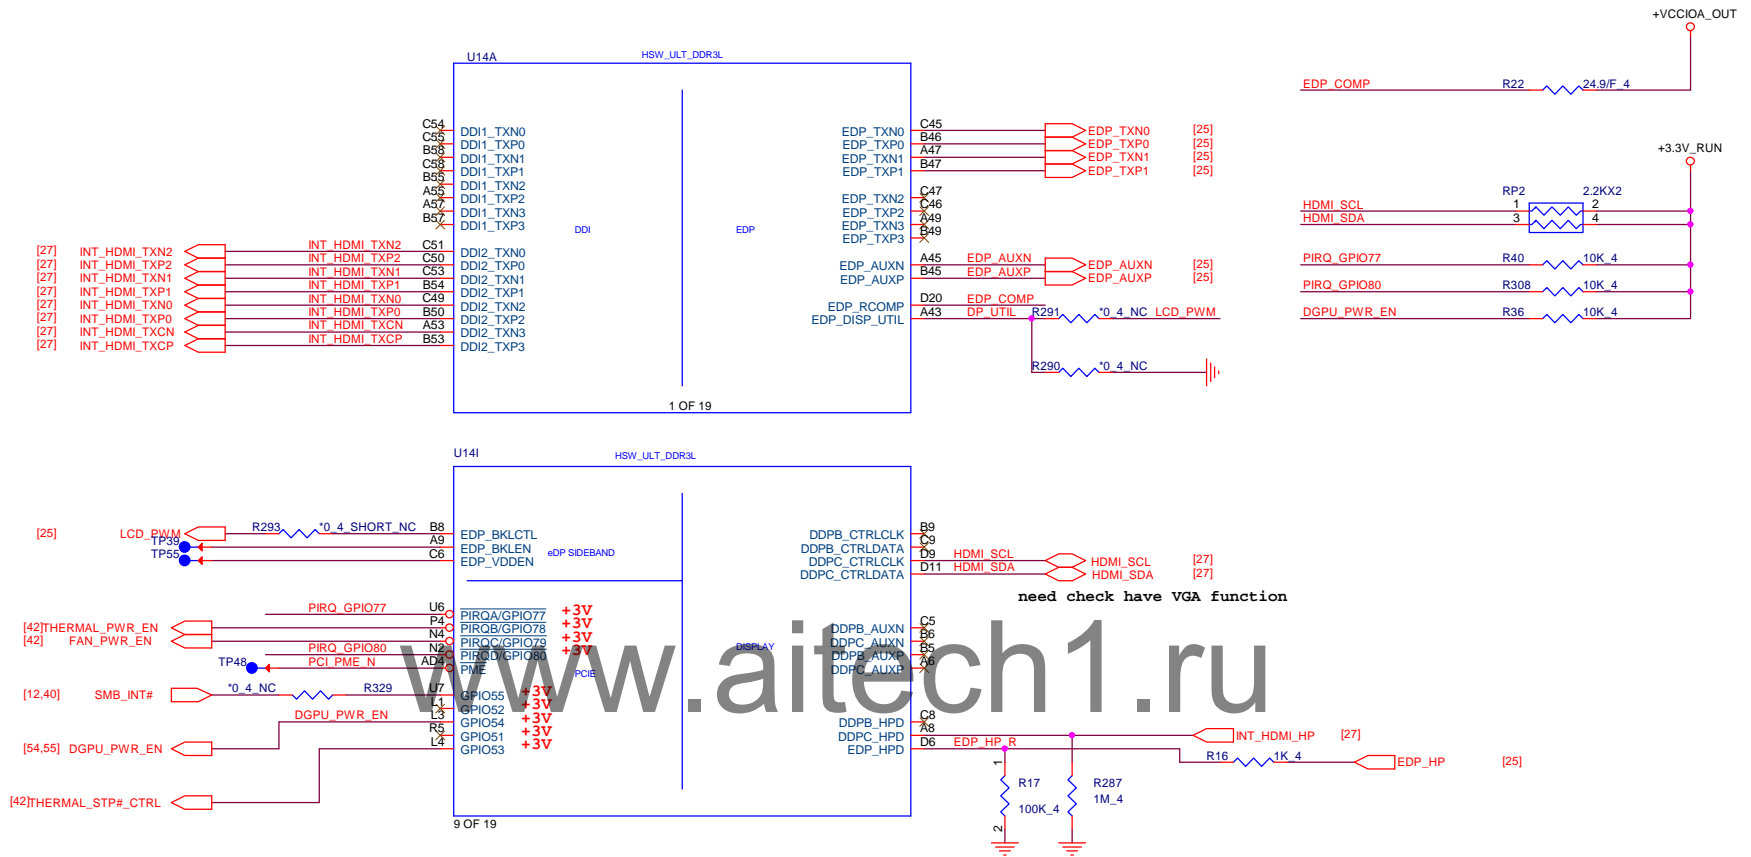 +VCCIOA_OUT
U14A
HSW_ULT_DDR3L
EDP_COMP
R22
24.9/F_4
C54
DDI1_TXN0
C55
DDI1_TXP0
B58
DDI1_TXN1
C58
DDI1_TXP1
B55
DDI1_TXN2
A55
DDI1_TXP2
A57
DDI1_TXN3
B57
DDI1_TXP3
DDI
EDP
[27] INT_HDMI_TXN2 INT_HDMI_TXN2 C51 DDI2_TXN0
[27] INT_HDMI_TXP2 INT_HDMI_TXP2 C50 DDI2_TXP0
[27] INT_HDMI_TXN1 INT_HDMI_TXN1 C53 DDI2_TXN1
[27] INT_HDMI_TXP1 INT_HDMI_TXP1 B54 DDI2_TXP1
[27] INT_HDMI_TXN0 INT_HDMI_TXN0 C49 DDI2_TXN2
[27] INT_HDMI_TXP0 INT_HDMI_TXP0 B50 DDI2_TXP2
[27] INT_HDMI_TXCN INT_HDMI_TXCN A53 DDI2_TXN3
[27] INT_HDMI_TXCP INT_HDMI_TXCP B53 DDI2_TXP3
EDP_TXN0 C45 EDP_TXN0 [25]
EDP_TXP0 B46 EDP_TXP0 [25]
EDP_TXN1 A47 EDP_TXN1 [25]
EDP_TXP1 B47 EDP_TXP1 [25]
EDP_TXN2 C47
EDP_TXP2 C46
EDP_TXN3 A49
EDP_TXP3 B49
EDP_AUXN A45 EDP_AUXN EDP_AUXN [25]
EDP_AUXP B45 EDP_AUXP EDP_AUXP [25]
EDP_RCOMP D20 EDP_COMP
EDP_DISP_UTIL A43 DP_UTIL R291 *0_4_NC LCD_PWM
R290 *0_4_NC
1 OF 19
+3.3V_RUN
RP2 2.2KX2
HDMI_SCL 1 2
HDMI_SDA 3 4
PIRQ_GPIO77 R40 10K_4
PIRQ_GPIO80 R308 10K_4
DGPU_PWR_EN R36 10K_4
U14I
HSW_ULT_DDR3L
[25] LCD_PWM R293 *0_4_SHORT_NC B8 EDP_BKLCTL
TP39 A9 EDP_BKLEN
TP55 C6 EDP_VDDEN
eDP SIDEBAND
PIRQ_GPIO77 U6 PIRQA/GPIO77 +3V
[42] THERMAL_PWR_EN P4 PIRQB/GPIO78 +3V
[42] FAN_PWR_EN N4 PIRQC/GPIO79 +3V
PIRQ_GPIO80 N2 PIRQD/GPIO80 +3V
TP48 PCI_PME_N AD4 PME
PCIE
DISPLAY
[12,40] SMB_INT# *0_4_NC R329 U7 GPIO55 +3V
L1 GPIO52 +3V
DGPU_PWR_EN L3 GPIO54 +3V
R5 GPIO51 +3V
L4 GPIO53 +3V
[54,55] DGPU_PWR_EN
[42] THERMAL_STP#_CTRL
DDPB_CTRLCLK B9
DDPB_CTRLDATA C9
DDPC_CTRLCLK D9 HDMI_SCL HDMI_SCL [27]
DDPC_CTRLDATA D11 HDMI_SDA HDMI_SDA [27]
need check have VGA function
DDPB_AUXN C5
DDPC_AUXN B6
DDPB_AUXP B5
DDPC_AUXP A6
DDPB_HPD C8
DDPC_HPD A8 INT_HDMI_HP [27]
EDP_HPD D6 EDP_HP_R R16 1K_4 EDP_HP [25]
1 R17 100K_4 2
R287 1M_4
9 OF 19
www.aitech1.ru